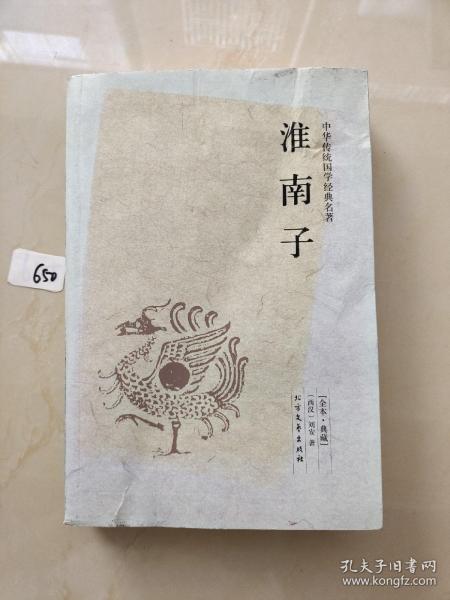 中华传统国学经典名著
淮南子
[全本·典藏]
(西汉)刘安 著
北方文艺出版社
650
孔夫子旧书网
www.kongfz.com